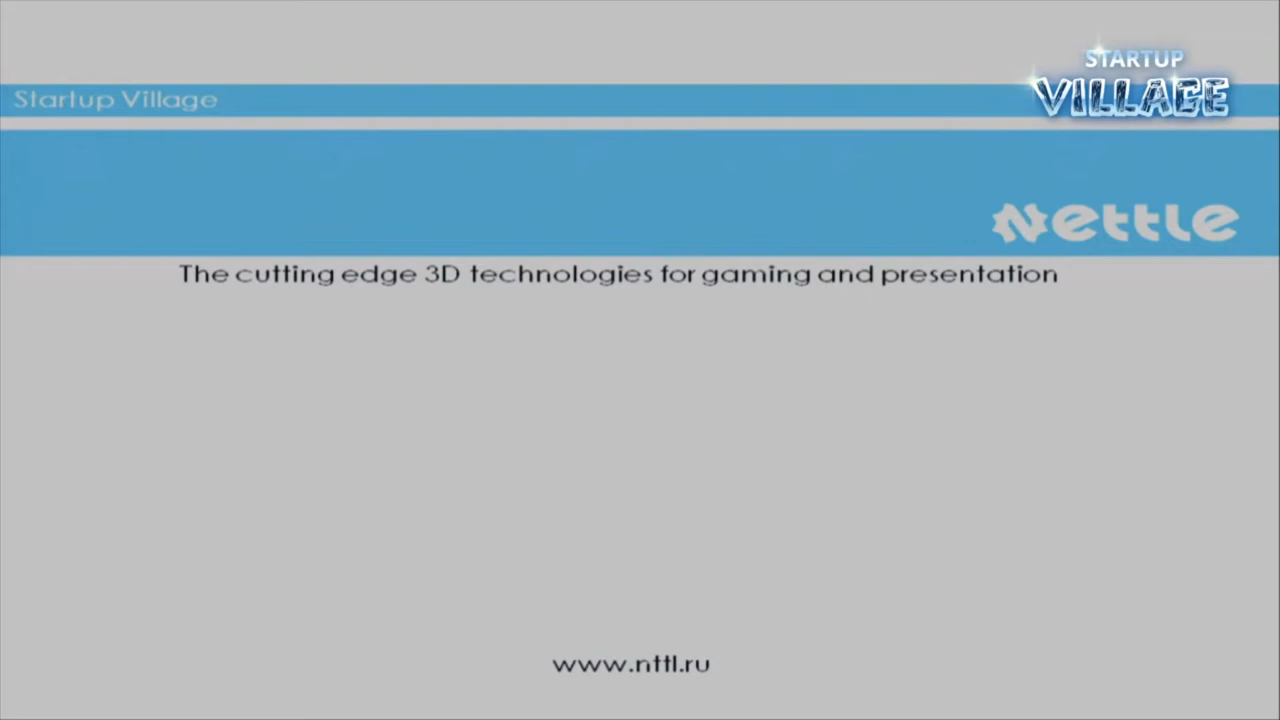 STARTUP
VILLAGE
Startup Village
Nettle
The cutting edge 3D technologies for gaming and presentation
www.nttl.ru